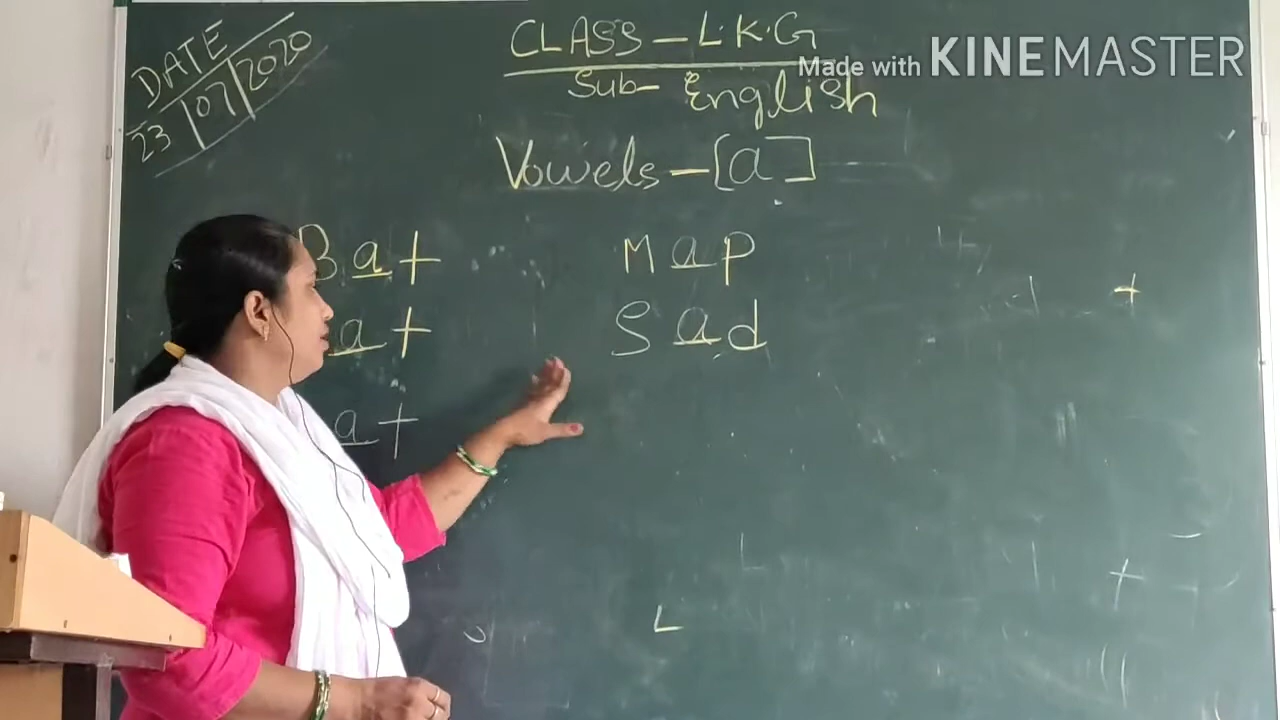 DATE
23/07/2020
CLASS - L.K.G
Sub- English
Vowels - [a]
Bat Map
at Sad
at
Made with KINEMASTER